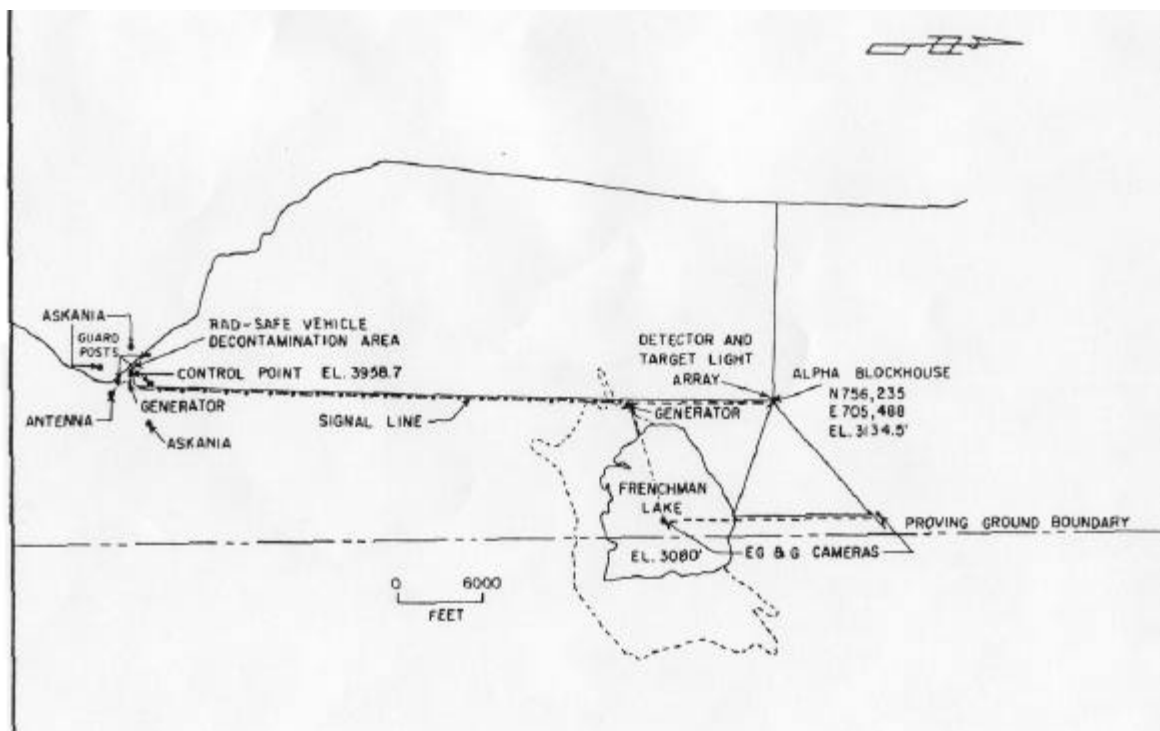 ASKANIA
GUARD
POSTS
RAD-SAFE VEHICLE
DECONTAMINATION AREA
CONTROL POINT EL. 3958.7
GENERATOR
ANTENNA
ASKANIA
SIGNAL LINE
DETECTOR AND
TARGET LIGHT
ARRAY
ALPHA BLOCKHOUSE
N756,235
E705,488
EL. 3134.5'
GENERATOR
FRENCHMAN
LAKE
EL. 3080'
PROVING GROUND BOUNDARY
EG & G CAMERAS
0 6000
FEET